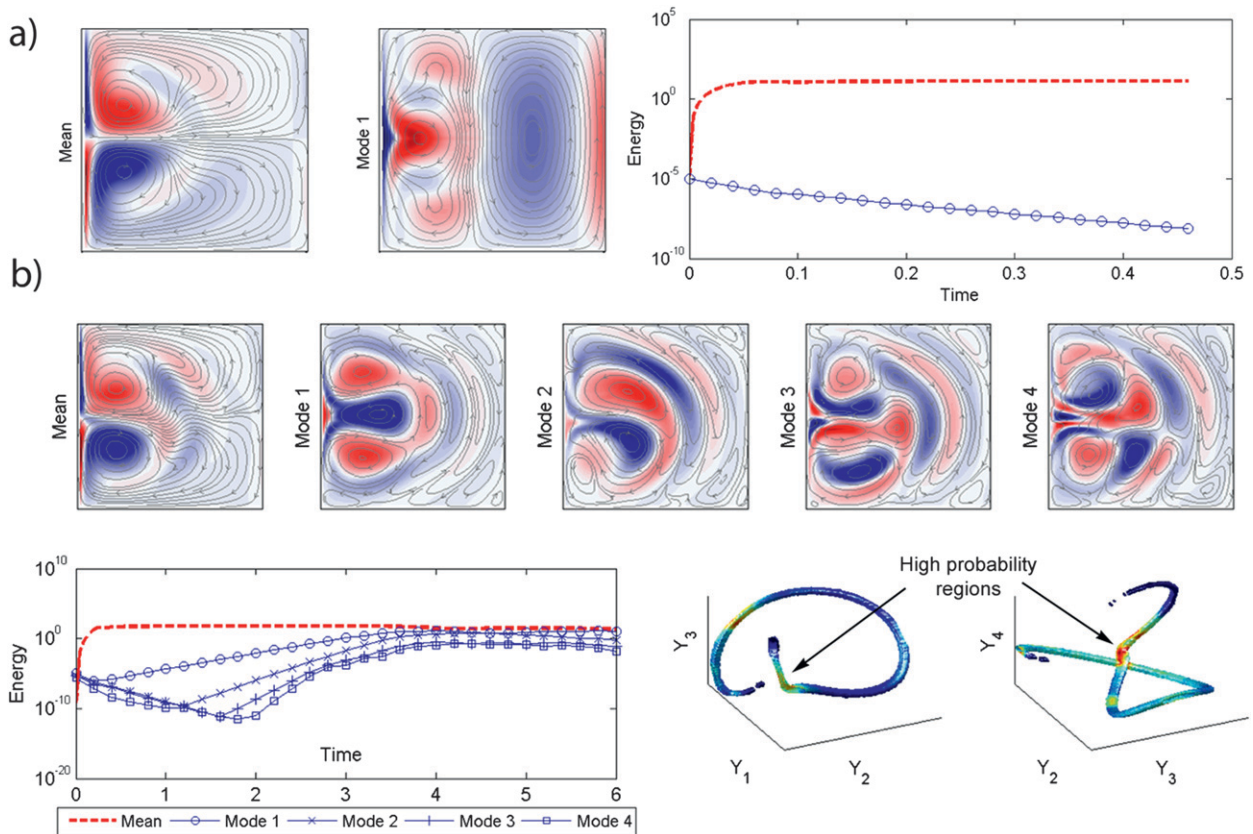 a)
Mean
Mode 1
Energy
10^5
10^0
10^-5
10^-10
0
0.1
0.2
0.3
0.4
0.5
Time
b)
Mean
Mode 1
Mode 2
Mode 3
Mode 4
Energy
10^10
10^0
10^-10
10^-20
Time
0
1
2
3
4
5
6
Mean Mode 1 Mode 2 Mode 3 Mode 4
High probability
regions
Y_3
Y_1
Y_2
Y_4
Y_2
Y_3